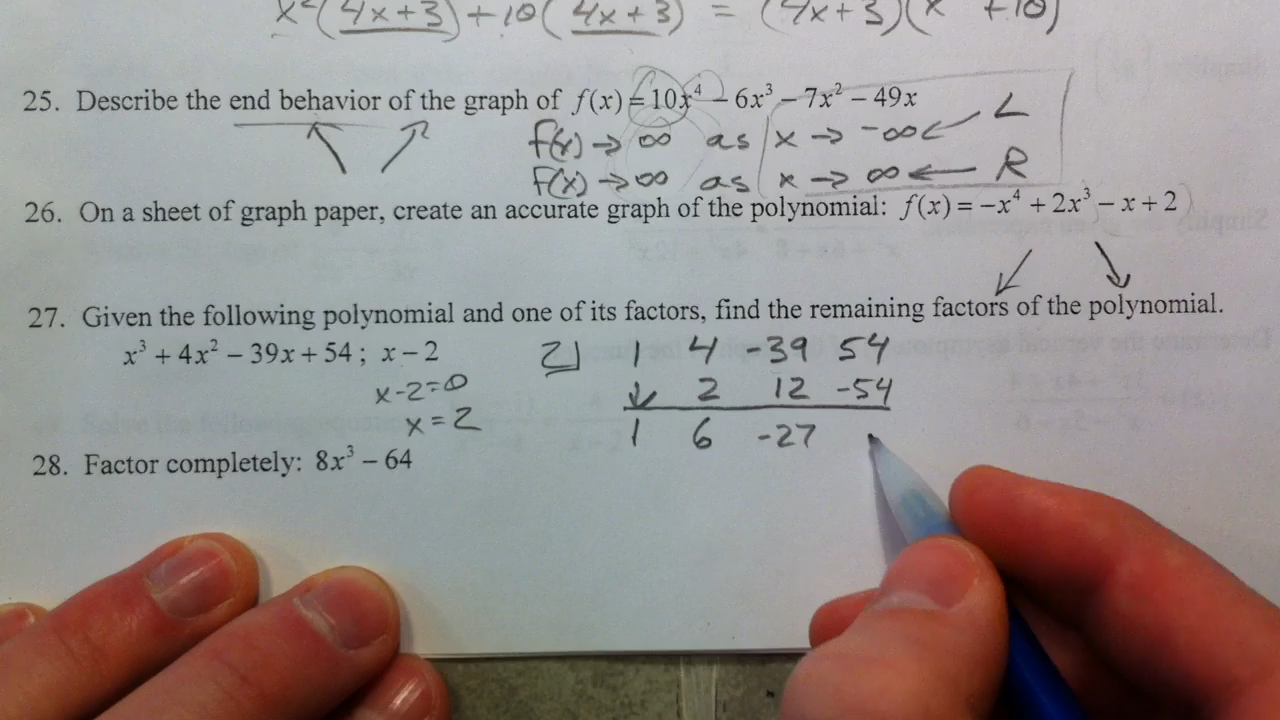 x²(4x+3)+10(4x+3) = (4x+3)(x² +10)
25. Describe the end behavior of the graph of f(x) = 10x⁴ − 6x³ − 7x² − 49x
f(x) → ∞ as x → -∞ ← L
f(x) → ∞ as x → ∞ ← R
26. On a sheet of graph paper, create an accurate graph of the polynomial: f(x) = −x⁴ + 2x³ − x + 2
27. Given the following polynomial and one of its factors, find the remaining factors of the polynomial.
x³ + 4x² − 39x + 54 ; x − 2
x-2=0
x=2
2⌋ 1 4 -39 54
↓ 2 12 -54
1 6 -27
28. Factor completely: 8x³ − 64